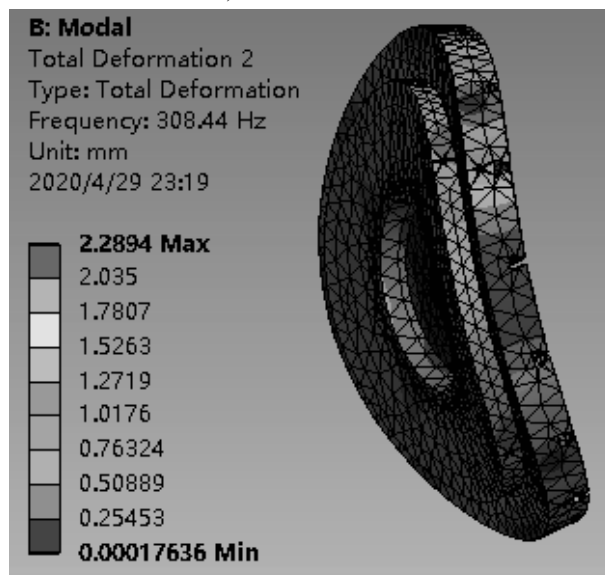 B: Modal
Total Deformation 2
Type: Total Deformation
Frequency: 308.44 Hz
Unit: mm
2020/4/29 23:19
2.2894 Max
2.035
1.7807
1.5263
1.2719
1.0176
0.76324
0.50889
0.25453
0.00017636 Min